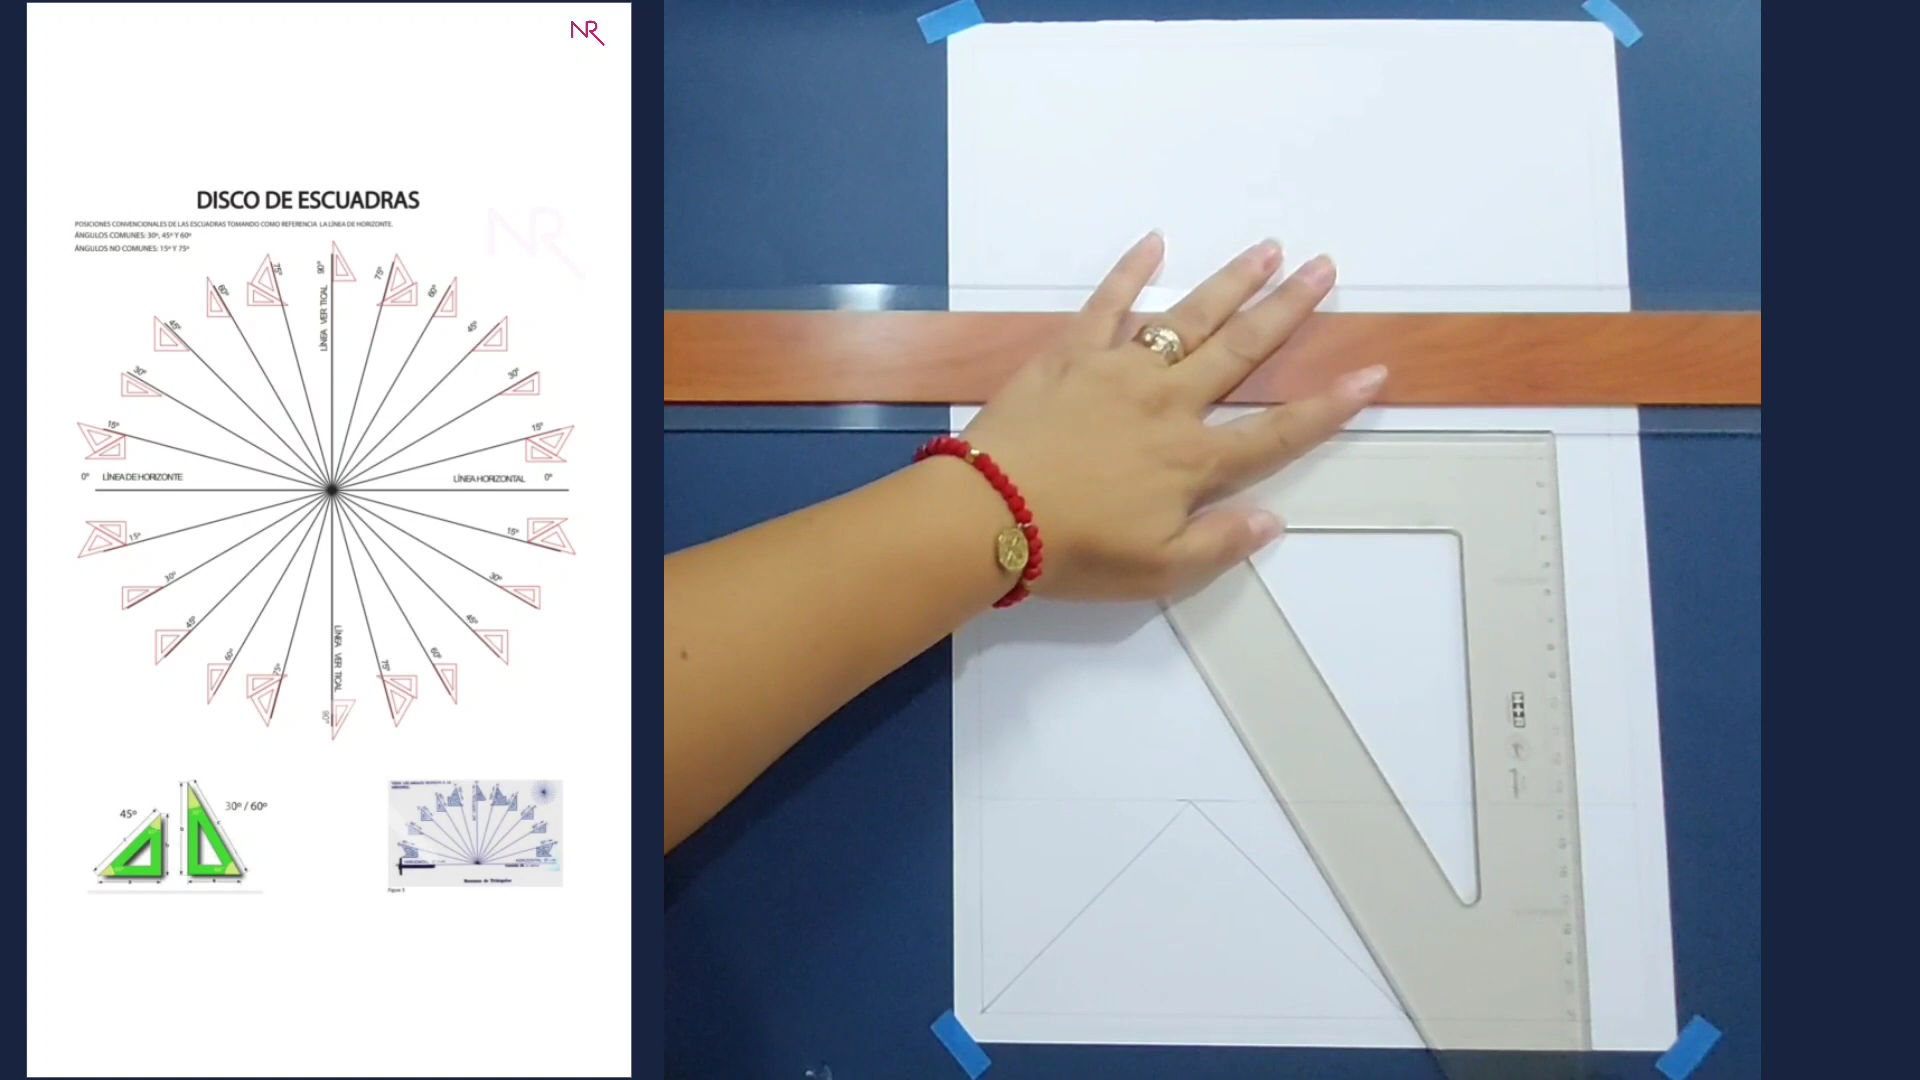 NR
DISCO DE ESCUADRAS
POSICIONES CONVENCIONALES DE LAS ESCUADRAS TOMANDO COMO REFERENCIA LA LÍNEA DE HORIZONTE.
ÁNGULOS COMUNES: 30º, 45º Y 60º
ÁNGULOS NO COMUNES: 15º Y 75º
NR
75º
90º
75º
60º
60º
LÍNEA VERTICAL
45º
45º
30º
30º
15º
15º
0º LÍNEA DE HORIZONTE
LÍNEA HORIZONTAL 0º
15º
15º
30º
30º
45º
45º
LÍNEA VERTICAL
60º
60º
75º
75º
90º
45º
30º / 60º
Figure 3